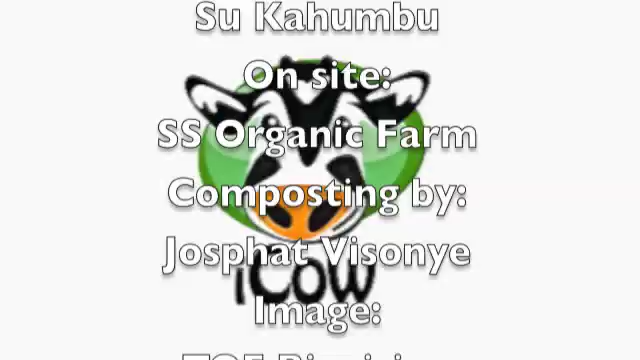 Su Kahumbu
On site:
SS Organic Farm
Composting by:
Josphat Visonye
iCOW
Image: